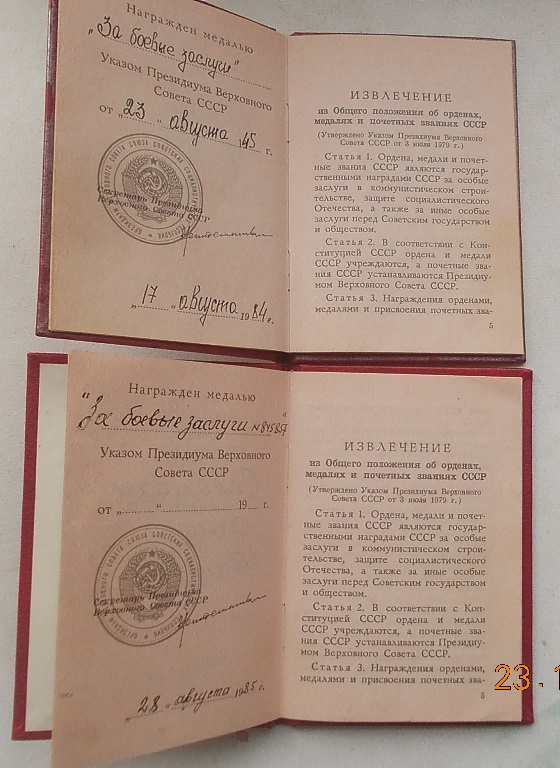 Награжден медалью
"За боевые заслуги"
Указом Президиума Верховного
Совета СССР
от „23 “ августа 1945 г.
Секретарь Президиума
Верховного Совета СССР
„17 “ августа 1984 г.
ИЗВЛЕЧЕНИЕ
из Общего положения об орденах,
медалях и почетных званиях СССР
(Утверждено Указом Президиума Верховного
Совета СССР от 3 июля 1979 г.)
Статья 1. Ордена, медали и почет-
ные звания СССР являются государ-
ственными наградами СССР за особые
заслуги в коммунистическом строи-
тельстве, защите социалистического
Отечества, а также за иные особые
заслуги перед Советским государством
и обществом.
Статья 2. В соответствии с Кон-
ституцией СССР ордена и медали
СССР учреждаются, а почетные зва-
ния СССР устанавливаются Президиу-
мом Верховного Совета СССР.
Статья 3. Награждения орденами,
медалями и присвоения почетных зва-
5
Награжден медалью
"За боевые заслуги №845857"
Указом Президиума Верховного
Совета СССР
от „ “ 19 г.
Секретарь Президиума
Верховного Совета СССР
„28 “ августа 1985 г.
ИЗВЛЕЧЕНИЕ
из Общего положения об орденах,
медалях и почетных званиях СССР
(Утверждено Указом Президиума Верховного
Совета СССР от 3 июля 1979 г.)
Статья 1. Ордена, медали и почет-
ные звания СССР являются государ-
ственными наградами СССР за особые
заслуги в коммунистическом строи-
тельстве, защите социалистического
Отечества, а также за иные особые
заслуги перед Советским государством
и обществом.
Статья 2. В соответствии с Кон-
ституцией СССР ордена и медали
СССР учреждаются, а почетные зва-
ния СССР устанавливаются Президиу-
мом Верховного Совета СССР.
Статья 3. Награждения орденами,
медалями и присвоения почетных зва-
5
23.1